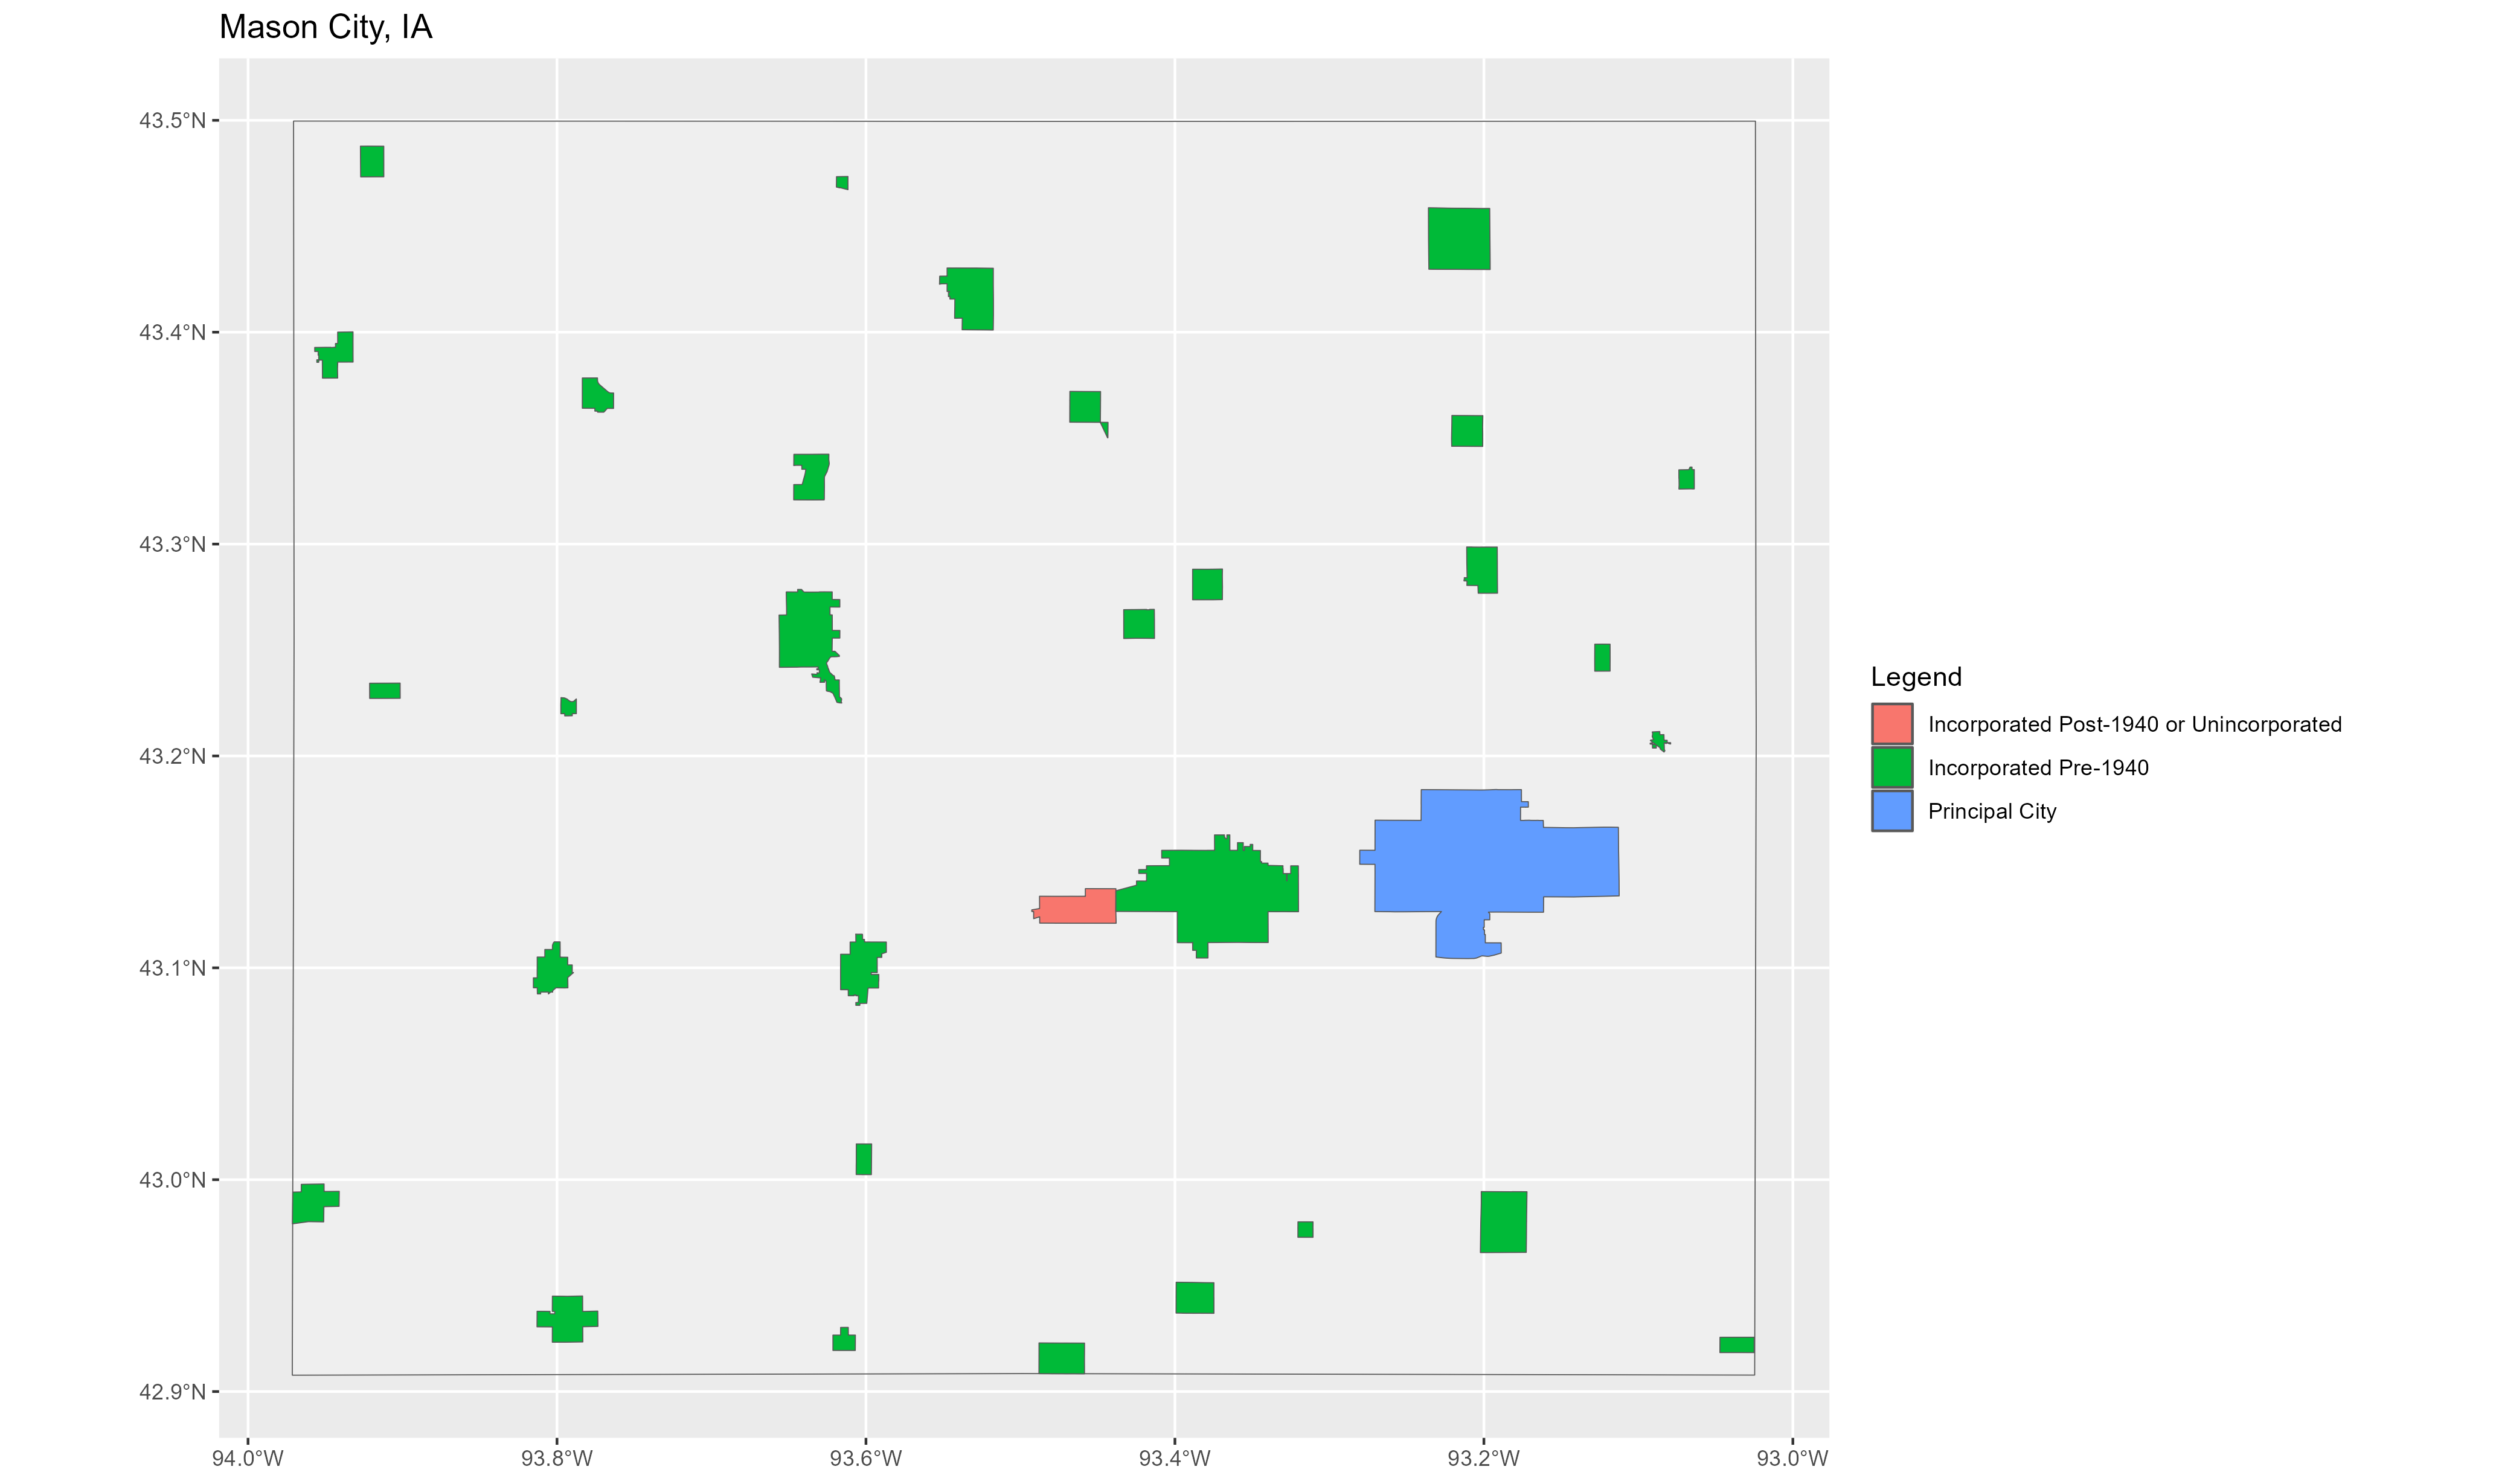 Mason City, IA
43.5°N
43.4°N
43.3°N
43.2°N
43.1°N
43.0°N
42.9°N
94.0°W 93.8°W 93.6°W 93.4°W 93.2°W 93.0°W
Legend
Incorporated Post-1940 or Unincorporated
Incorporated Pre-1940
Principal City